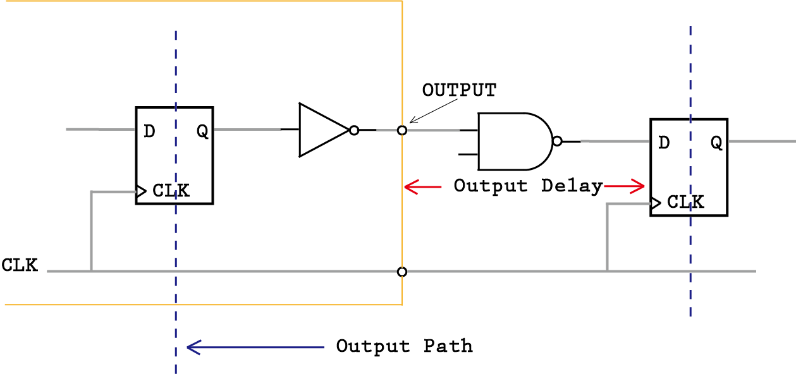 OUTPUT
D Q
CLK
D Q
CLK
Output Delay
CLK
Output Path